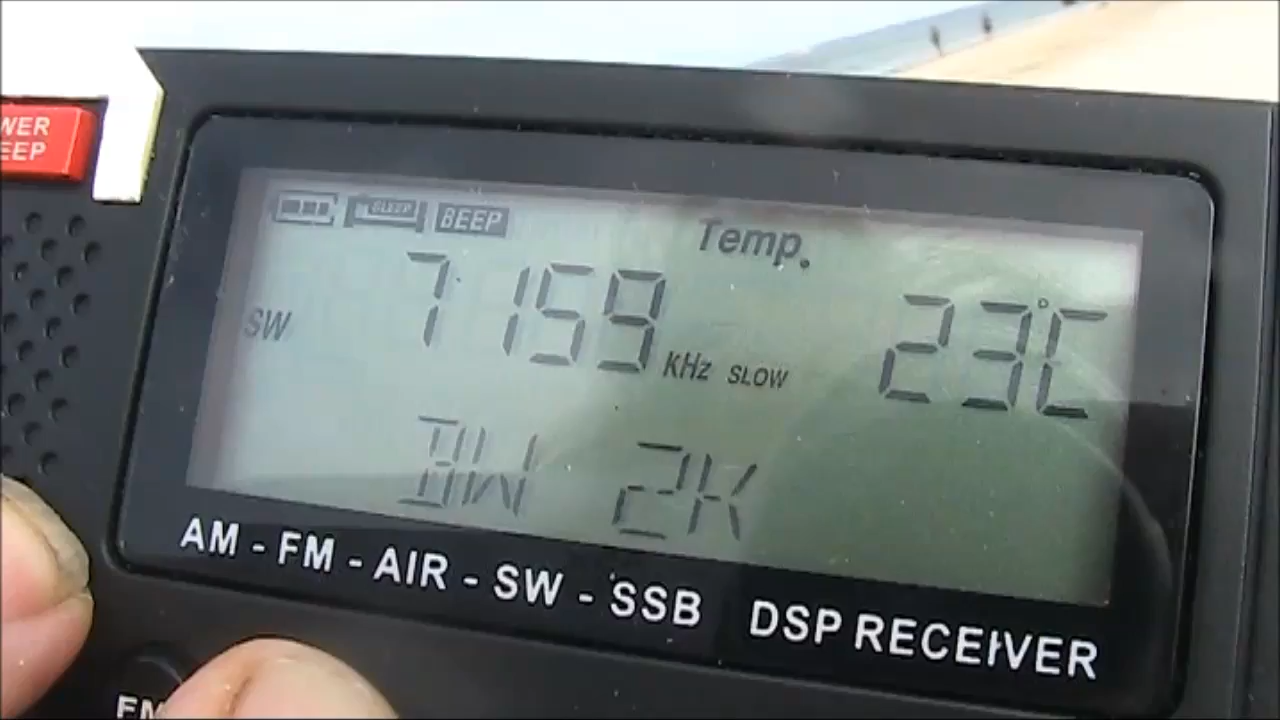 WER
EEP
SLEEP BEEP
Temp.
SW 7159 KHz SLOW 23°C
BW 2K
AM - FM - AIR - SW - SSB DSP RECEIVER
FM